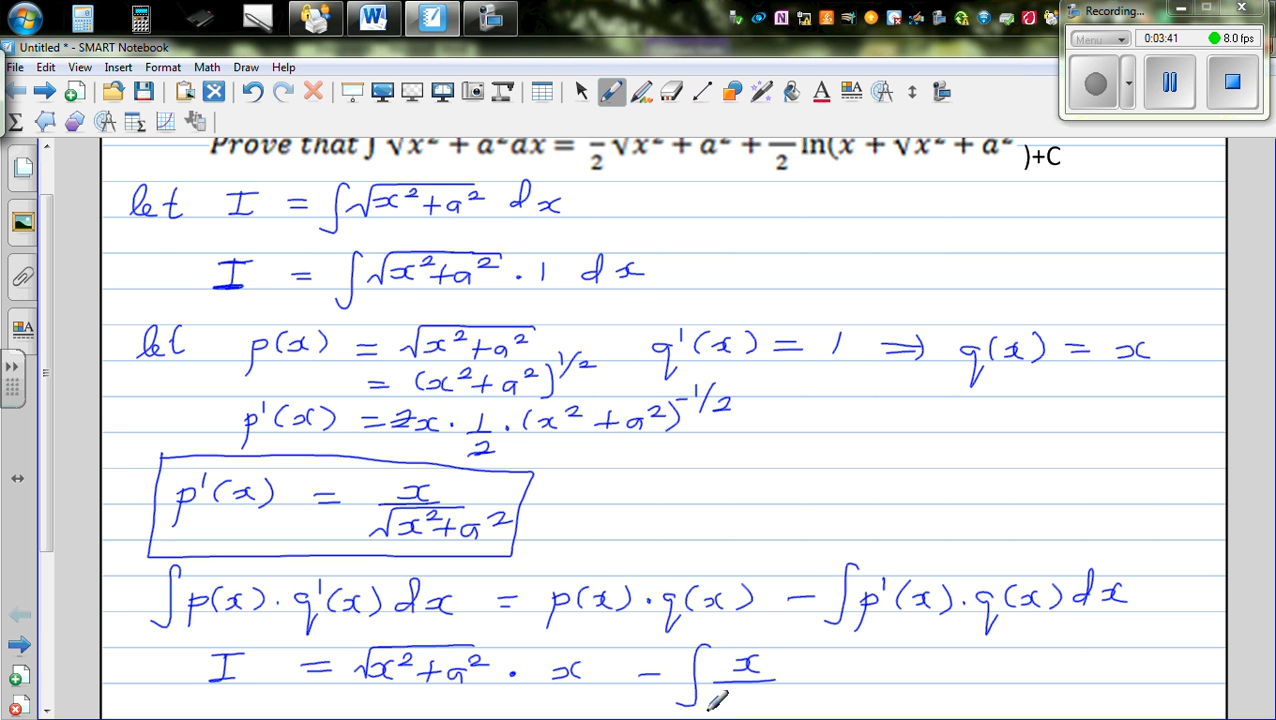 Recording...
Menu 0:03:41 8.0 fps
Untitled * - SMART Notebook
File Edit View Insert Format Math Draw Help
Prove that ∫ √x² + a² dx = –/2 √x² + a² + –/2 ln(x + √x² + a² )+C
let I = ∫√(x²+a²) dx
I = ∫√(x²+a²) · 1 dx
let p(x) = √(x²+a²) q'(x) = 1 ⟹ q(x) = x
= (x²+a²)^1/2
p'(x) = 2x · 1/2 · (x² + a²)^-1/2
p'(x) = x/√(x²+a²)
∫p(x) · q'(x) dx = p(x) · q(x) – ∫p'(x) · q(x) dx
I = √(x²+a²) · x – ∫ x